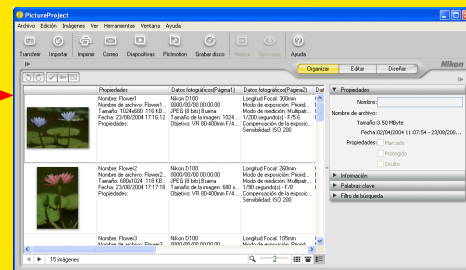 PictureProject
Archivo Edición Imágenes Ver Herramientas Ventana Ayuda
Transferir Importar Imprimir Correo Diapositivas Pictmotion Grabar disco Ayuda
Nikon
Organizar Editar Diseñar
Propiedades Datos fotográficos(Página1) Datos fotográficos(Página2) Dat
Nombre: Flower1 Nikon D100 Longitud Focal: 300mm
Nombre de archivo: Flower1... 0000/00/00 00:00:00 Modo de exposición: Priorid...
Tamaño: 1024x680 116 KB... JPEG (8 bits) Buena Modo de medición: Multipatr...
Fecha: 23/08/2004 17:16:12 Tamaño de la imagen: 1024 ... 1/200 segundo(s) - F/5.6
Propiedades: Objetivo: VR 80-400mm F/4... Compensación de la exposic...
Sensibilidad: ISO 200
Nombre: Flower2 Nikon D100 Longitud Focal: 260mm
Nombre de archivo: Flower2... 0000/00/00 00:00:00 Modo de exposición: Priorid...
Tamaño: 680x1024 118 KB... JPEG (8 bits) Buena Modo de medición: Multipatr...
Fecha: 23/08/2004 17:17:18 Tamaño de la imagen: 680 x... 1/90 segundo(s) - F/8
Propiedades: Objetivo: VR 80-400mm F/4... Compensación de la exposic...
Sensibilidad: ISO 200
Nombre: Flower3 Nikon D100 Longitud Focal: 105mm
15 imágenes
Propiedades
Nombre:
Nombre de archivo:
Tamaño: 3.50 MByte
Fecha: 02/04/2004 11:07:54 - 23/08/200...
Propiedades: Marcado
Protegido
Oculto
Información
Palabras clave
Filtro de búsqueda